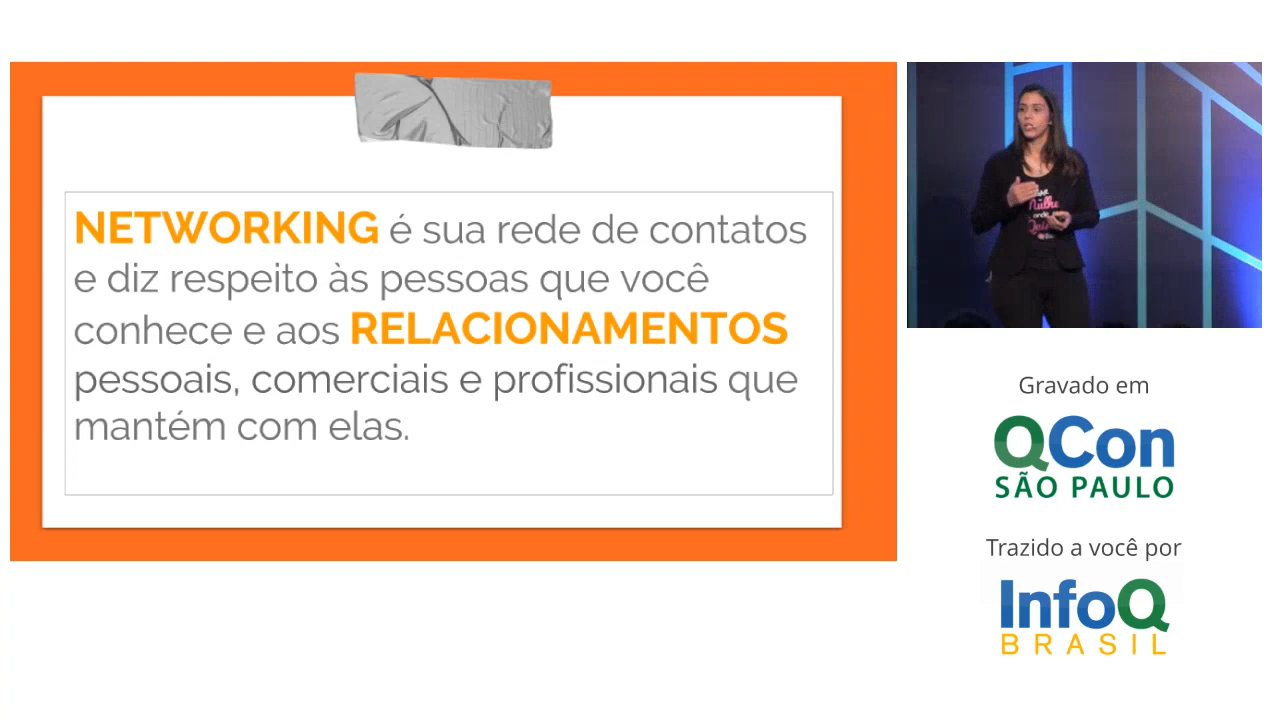 NETWORKING é sua rede de contatos
e diz respeito às pessoas que você
conhece e aos RELACIONAMENTOS
pessoais, comerciais e profissionais que
mantém com elas.
Gravado em
QCon
SÃO PAULO
Trazido a você por
InfoQ
BRASIL